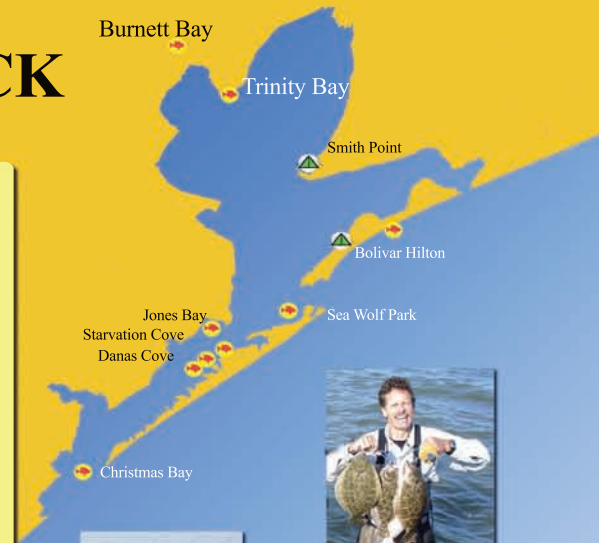 Burnett Bay
CK
Trinity Bay
Smith Point
Bolivar Hilton
Jones Bay
Sea Wolf Park
Starvation Cove
Danas Cove
Christmas Bay